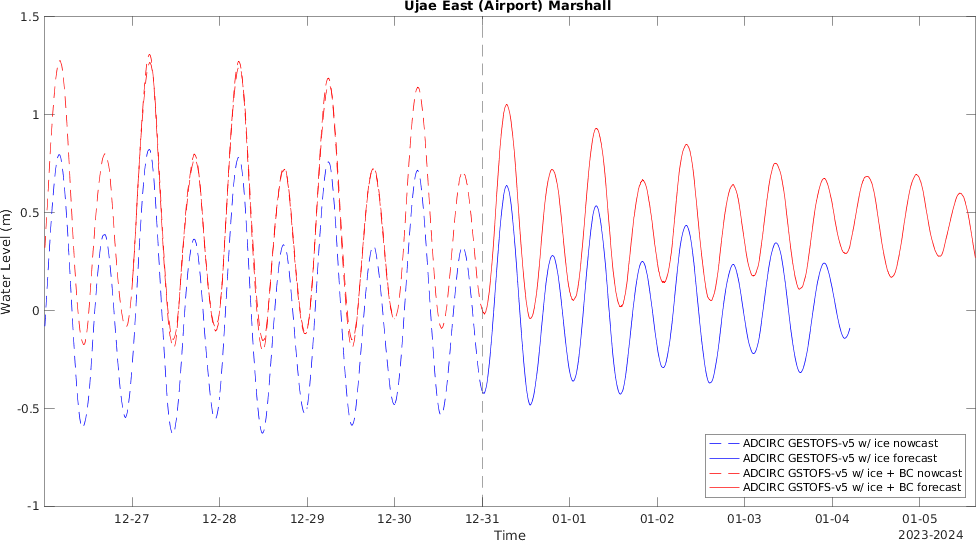 Ujae East (Airport) Marshall
Water Level (m)
1.5
1
0.5
0
-0.5
-1
12-27 12-28 12-29 12-30 12-31 01-01 01-02 01-03 01-04 01-05
Time
2023-2024
ADCIRC GESTOFS-v5 w/ ice nowcast
ADCIRC GESTOFS-v5 w/ ice forecast
ADCIRC GSTOFS-v5 w/ ice + BC nowcast
ADCIRC GSTOFS-v5 w/ ice + BC forecast